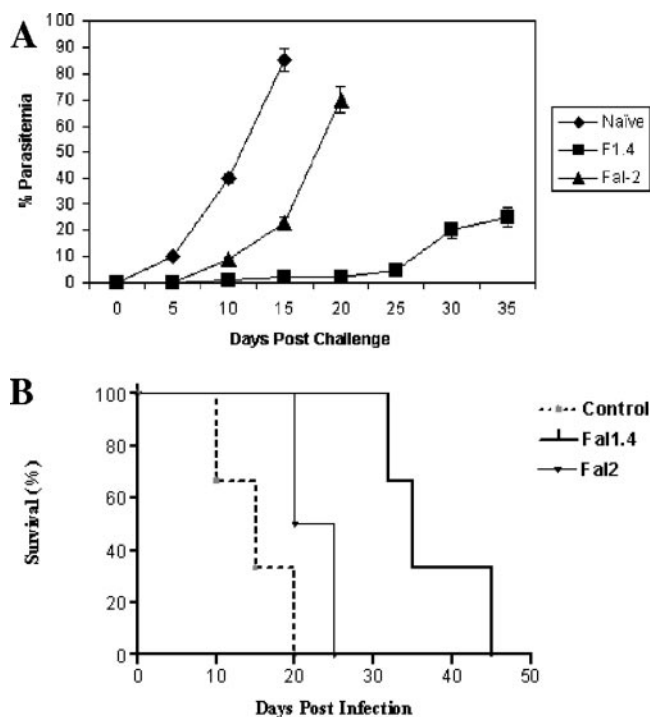 A
% Parasitemia
100
90
80
70
60
50
40
30
20
10
0
0 5 10 15 20 25 30 35
Days Post Challenge
Naïve
F1.4
Fal-2
B
Survival (%)
100
80
60
40
20
0
0 10 20 30 40 50
Days Post Infection
Control
Fal1.4
Fal2